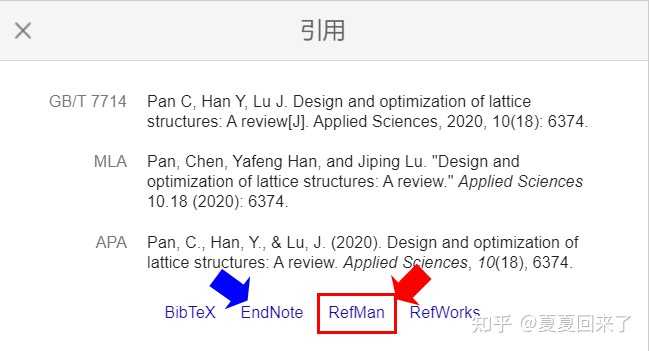 引用
GB/T 7714
Pan C, Han Y, Lu J. Design and optimization of lattice
structures: A review[J]. Applied Sciences, 2020, 10(18): 6374.
MLA
Pan, Chen, Yafeng Han, and Jiping Lu. "Design and
optimization of lattice structures: A review." Applied Sciences
10.18 (2020): 6374.
APA
Pan, C., Han, Y., & Lu, J. (2020). Design and optimization of
lattice structures: A review. Applied Sciences, 10(18), 6374.
BibTeX EndNote RefMan RefWorks
知乎 @夏夏回来了